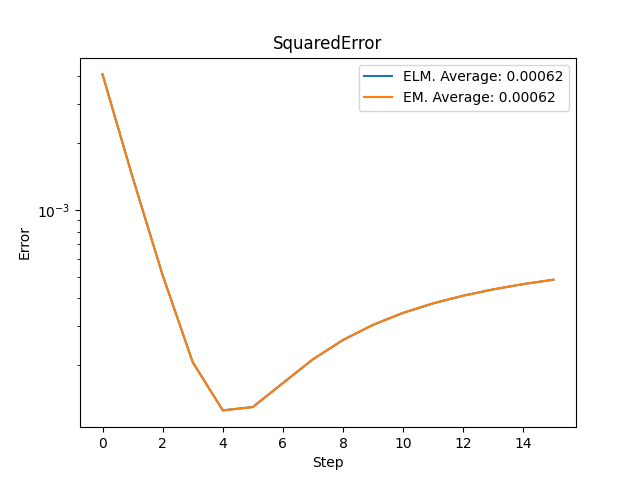 SquaredError
ELM. Average: 0.00062
EM. Average: 0.00062
10⁻³
Error
0 2 4 6 8 10 12 14
Step